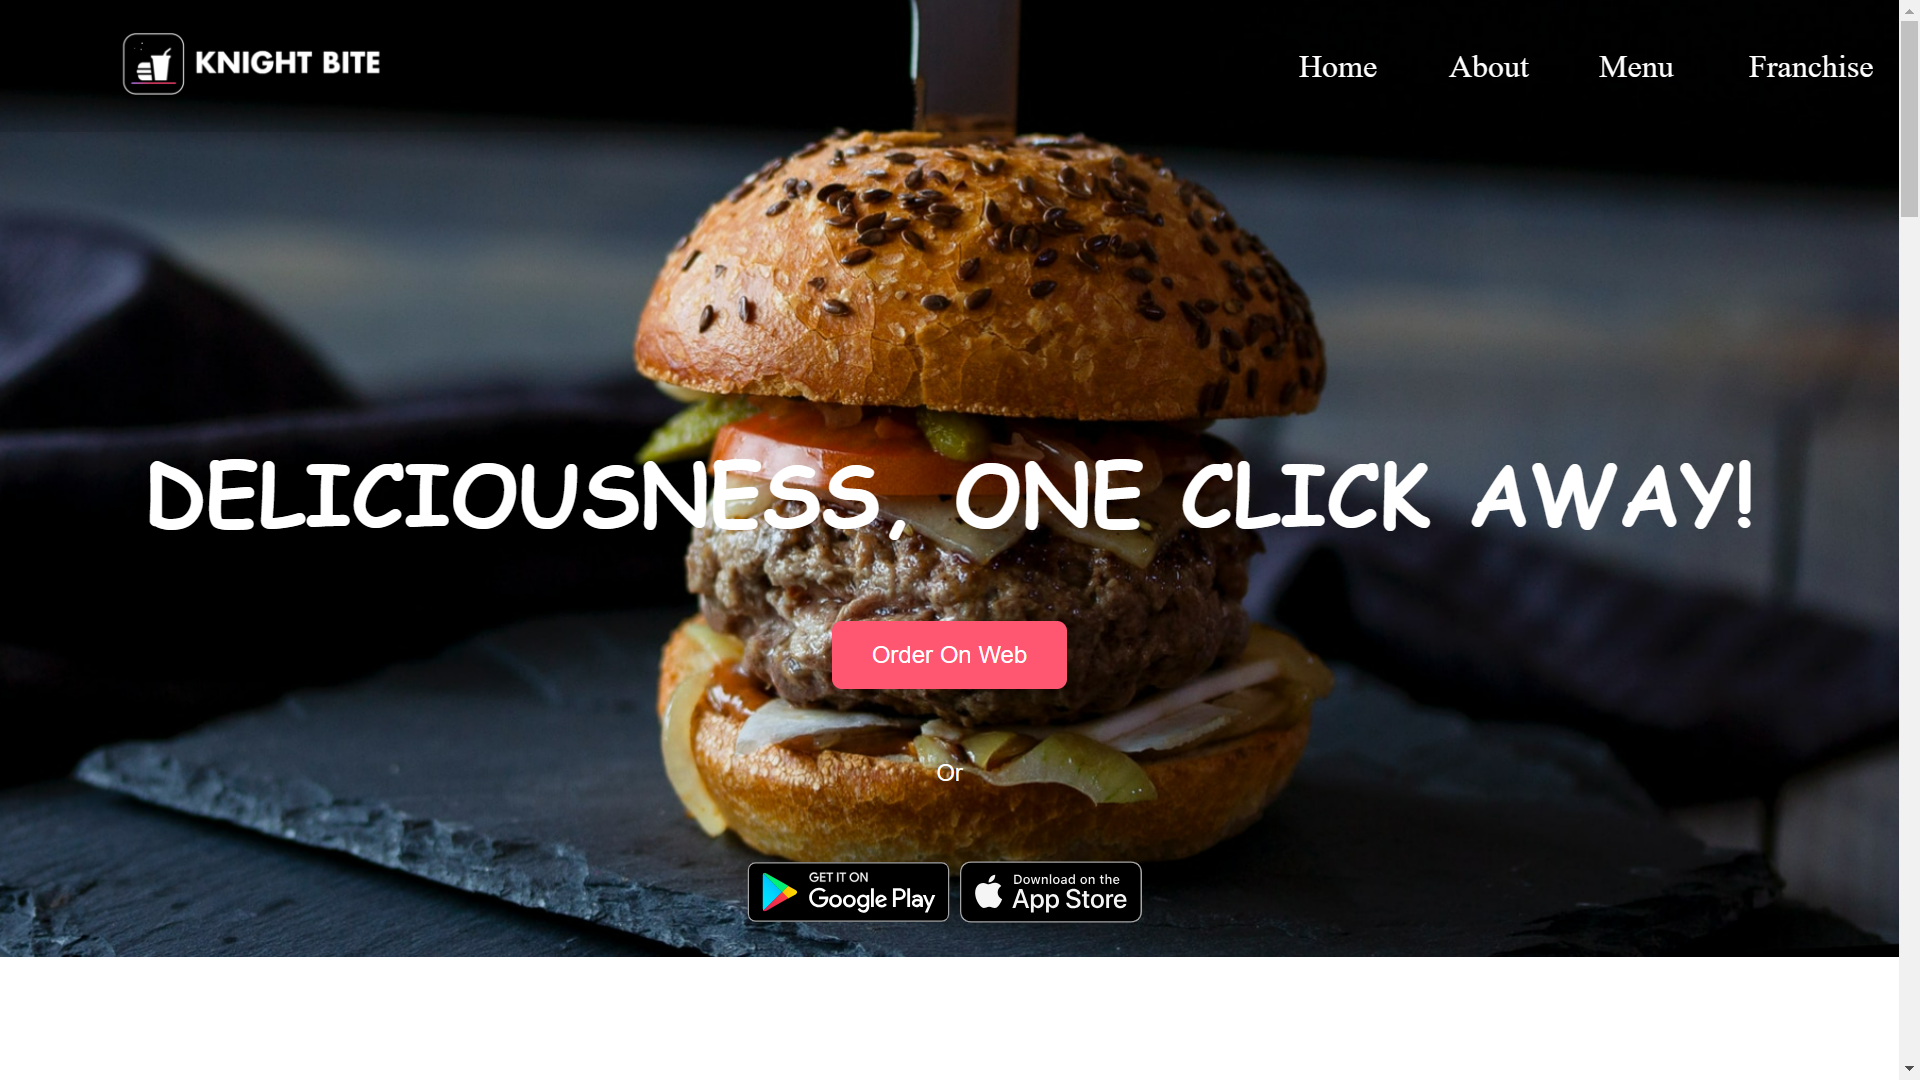 KNIGHT BITE
Home About Menu Franchise
DELICIOUSNESS, ONE CLICK AWAY!
Order On Web
Or
GET IT ON
Google Play
Download on the
App Store